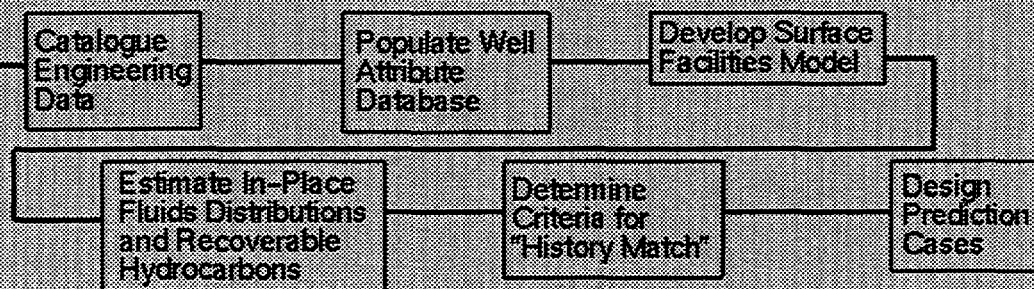 Catalogue
Engineering
Data
Populate Well
Attribute
Database
Develop Surface
Facilities Model
Estimate In-Place
Fluids Distributions
and Recoverable
Hydrocarbons
Determine
Criteria for
"History Match"
Design
Prediction
Cases